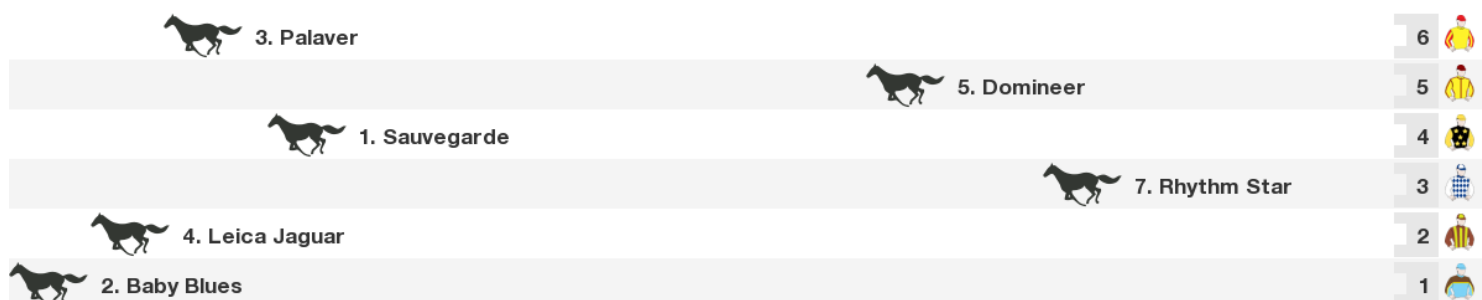 3. Palaver 6
5. Domineer 5
1. Sauvegarde 4
7. Rhythm Star 3
4. Leica Jaguar 2
2. Baby Blues 1